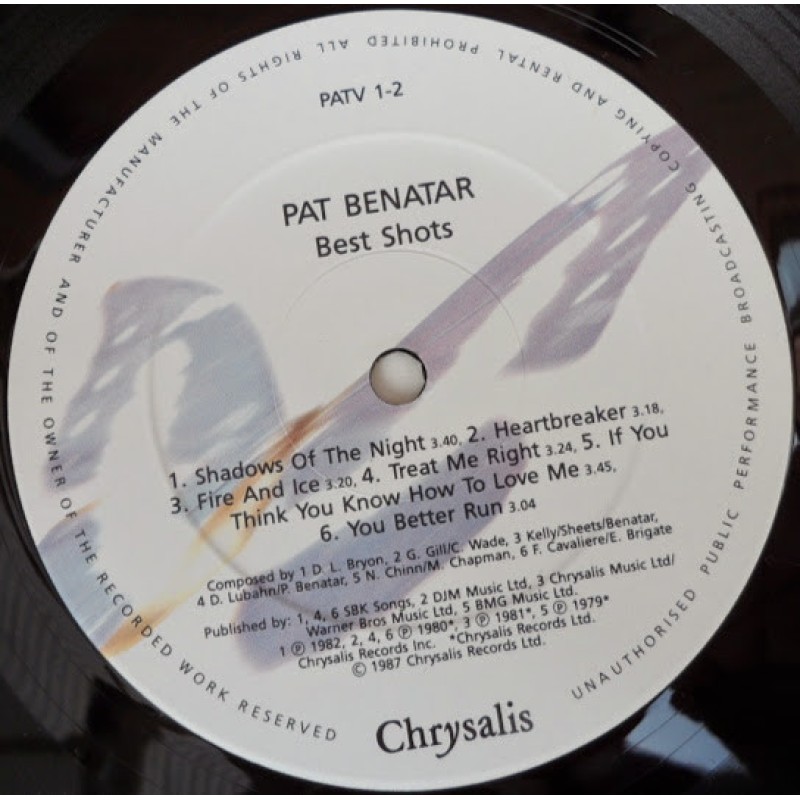 PATV 1-2
PAT BENATAR
Best Shots
1. Shadows Of The Night 3.40, 2. Heartbreaker 3.18,
3. Fire And Ice 3.20, 4. Treat Me Right 3.24, 5. If You
Think You Know How To Love Me 3.45,
6. You Better Run 3.04
Composed by 1 D. L. Bryon, 2 G. Gill/C. Wade, 3 Kelly/Sheets/Benatar,
4 D. Lubahn/P. Benatar, 5 N. Chinn/M. Chapman, 6 F. Cavaliere/E. Brigate
Published by: 1, 4, 6 SBK Songs, 2 DJM Music Ltd, 3 Chrysalis Music Ltd/
Warner Bros Music Ltd, 5 BMG Music Ltd.
1 ℗ 1982, 2, 4, 6 ℗ 1980*, 3 ℗ 1981*, 5 ℗ 1979*
Chrysalis Records Inc. *Chrysalis Records Ltd.
© 1987 Chrysalis Records Ltd.
Chrysalis
ALL RIGHTS OF THE MANUFACTURER AND OF THE OWNER OF THE RECORDED WORK RESERVED
UNAUTHORISED PUBLIC PERFORMANCE BROADCASTING COPYING AND RENTAL PROHIBITED